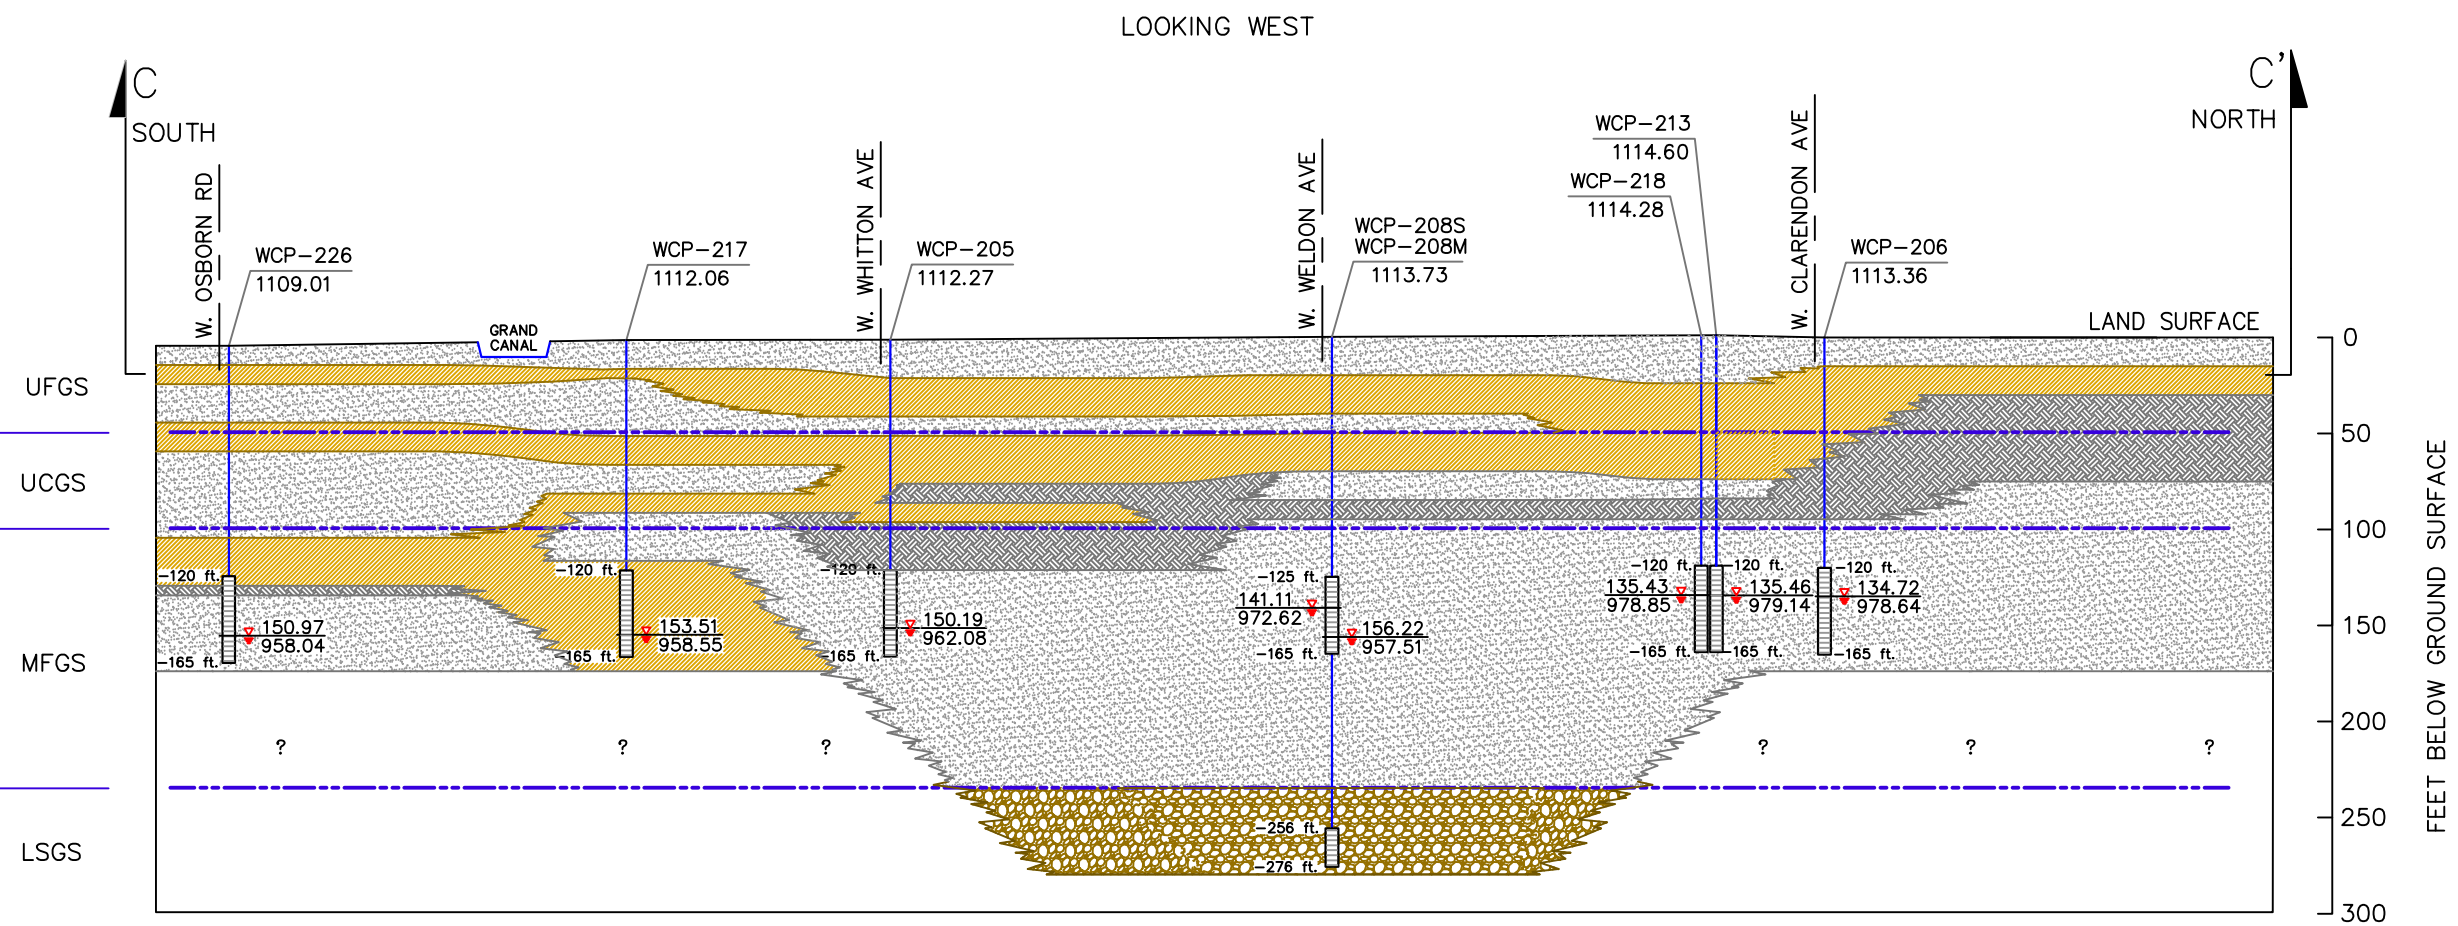 LOOKING WEST
C
C'
SOUTH
NORTH
W. OSBORN RD
W. WHITTON AVE
W. WELDON AVE
W. CLARENDON AVE
WCP-226
1109.01
WCP-217
1112.06
WCP-205
1112.27
WCP-208S
WCP-208M
1113.73
WCP-213
1114.60
WCP-218
1114.28
WCP-206
1113.36
GRAND
CANAL
LAND SURFACE
UFGS
UCGS
MFGS
LSGS
0
50
100
150
200
250
300
FEET BELOW GROUND SURFACE
-120 ft.
150.97
958.04
-165 ft.
-120 ft.
153.51
958.55
-165 ft.
-120 ft.
150.19
962.08
-165 ft.
-125 ft.
141.11
972.62
156.22
957.51
-165 ft.
-256 ft.
-276 ft.
-120 ft.
135.43
978.85
-165 ft.
-120 ft.
135.46
979.14
-165 ft.
-120 ft.
134.72
978.64
-165 ft.
? ? ? ? ? ?